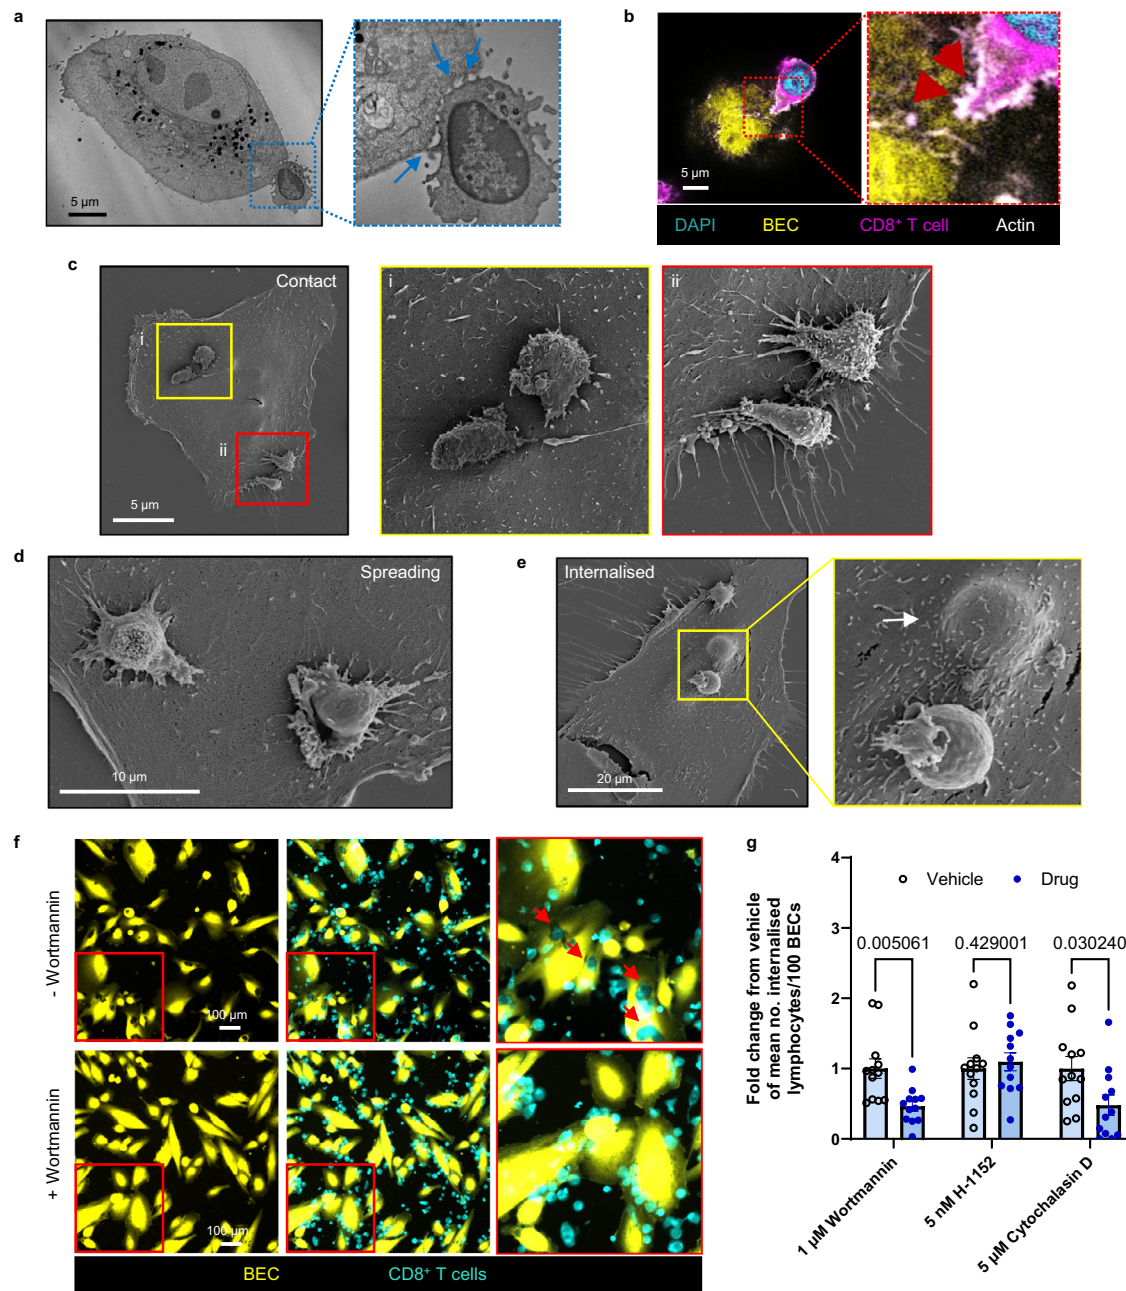 a
5 µm
b
5 µm
DAPI BEC CD8⁺ T cell Actin
c
Contact
i
ii
5 µm
i
ii
d
Spreading
10 µm
e
Internalised
20 µm
f
- Wortmannin
100 µm
+ Wortmannin
100 µm
100 µm
BEC CD8⁺ T cells
g
Fold change from vehicle
of mean no. internalised
lymphocytes/100 BECs
4
3
2
1
0
Vehicle Drug
0.005061 0.429001 0.030240
1 µM Wortmannin
5 nM H-1152
5 µM Cytochalasin D